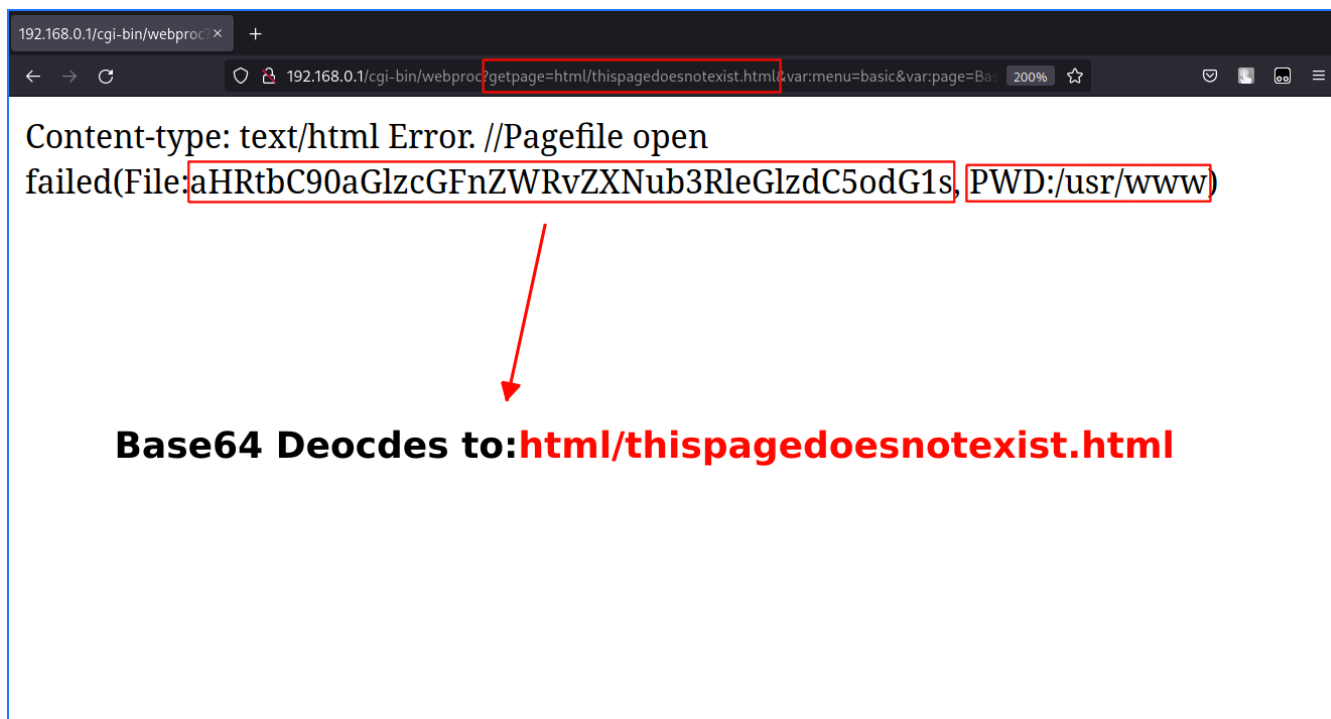 192.168.0.1/cgi-bin/webproc?
192.168.0.1/cgi-bin/webproc?getpage=html/thispagedoesnotexist.html&var:menu=basic&var:page=Bas 200%
Content-type: text/html Error. //Pagefile open
failed(File:aHRtbC90aGlzcGFnZWRvZXNub3RleGlzdC5odG1s, PWD:/usr/www)
Base64 Deocdes to:html/thispagedoesnotexist.html